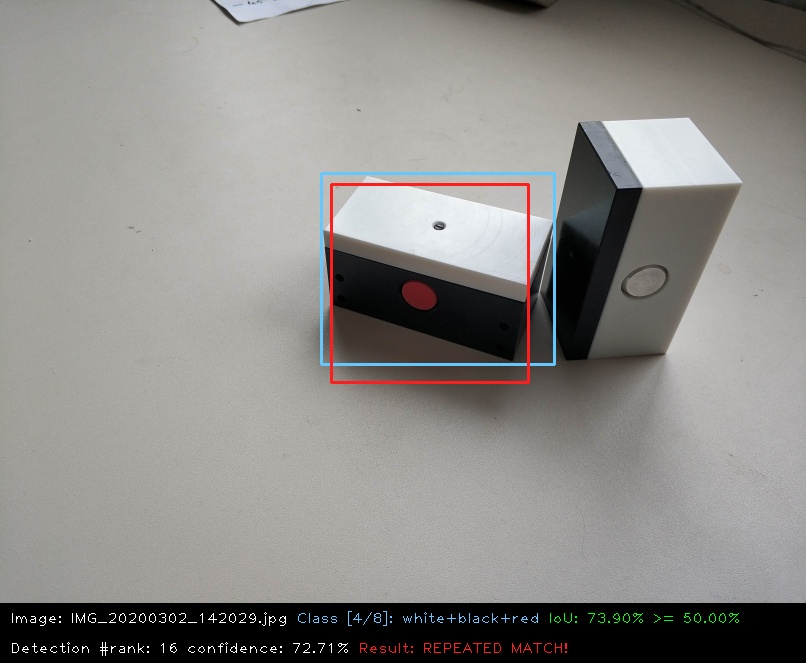 Image: IMG_20200302_142029.jpg Class [4/8]: white+black+red IoU: 73.90% >= 50.00%
Detection #rank: 16 confidence: 72.71% Result: REPEATED MATCH!